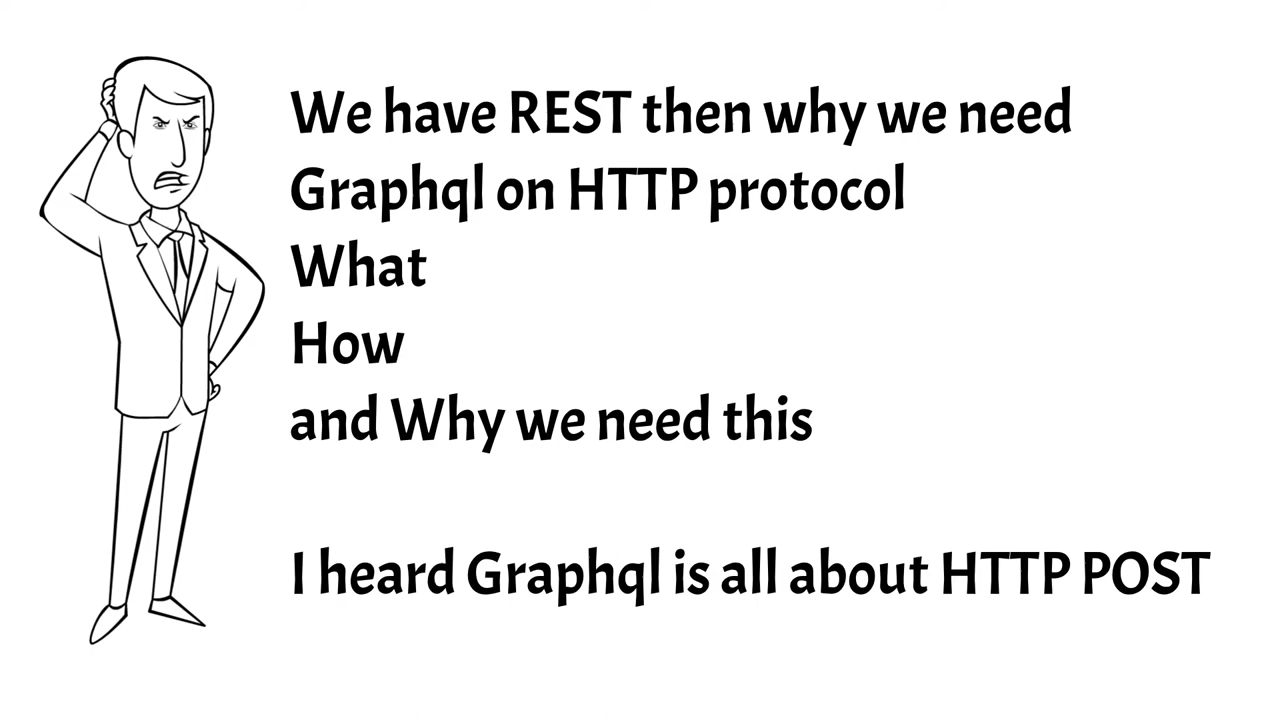 We have REST then why we need
Graphql on HTTP protocol
What
How
and Why we need this
I heard Graphql is all about HTTP POST